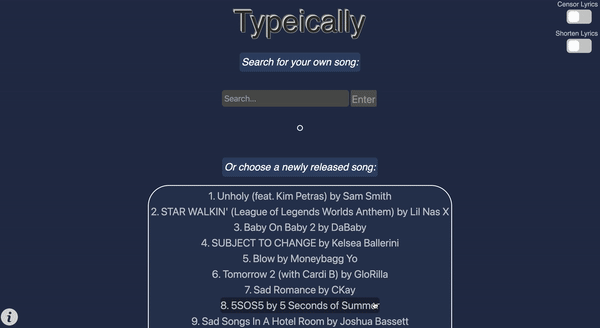 Typeically
Censor Lyrics
Shorten Lyrics
Search for your own song:
Search...
Enter
Or choose a newly released song:
1. Unholy (feat. Kim Petras) by Sam Smith
2. STAR WALKIN' (League of Legends Worlds Anthem) by Lil Nas X
3. Baby On Baby 2 by DaBaby
4. SUBJECT TO CHANGE by Kelsea Ballerini
5. Blow by Moneybagg Yo
6. Tomorrow 2 (with Cardi B) by GloRilla
7. Sad Romance by CKay
8. 5SOS5 by 5 Seconds of Summer
9. Sad Songs In A Hotel Room by Joshua Bassett
i